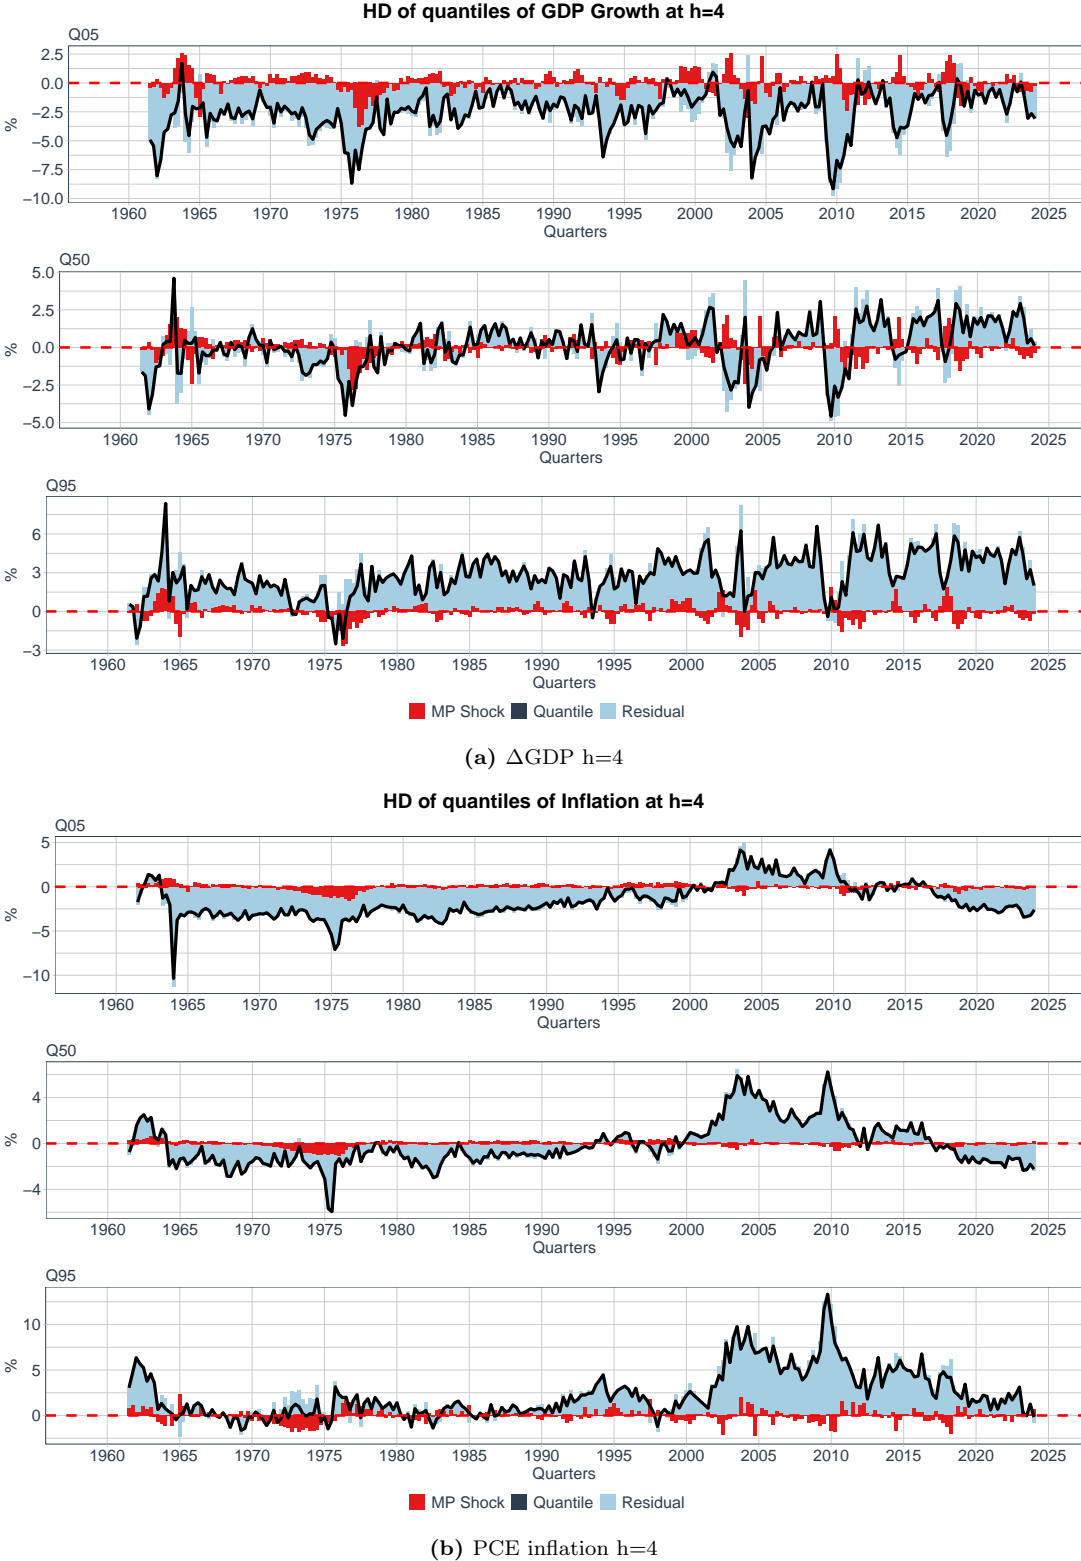 HD of quantiles of GDP Growth at h=4
Q05
2.5
0.0
−2.5
−5.0
−7.5
−10.0
%
1960 1965 1970 1975 1980 1985 1990 1995 2000 2005 2010 2015 2020 2025
Quarters
Q50
5.0
2.5
0.0
−2.5
−5.0
%
1960 1965 1970 1975 1980 1985 1990 1995 2000 2005 2010 2015 2020 2025
Quarters
Q95
6
3
0
−3
%
1960 1965 1970 1975 1980 1985 1990 1995 2000 2005 2010 2015 2020 2025
Quarters
MP Shock Quantile Residual
(a) ΔGDP h=4
HD of quantiles of Inflation at h=4
Q05
5
0
−5
−10
%
1960 1965 1970 1975 1980 1985 1990 1995 2000 2005 2010 2015 2020 2025
Quarters
Q50
4
0
−4
%
1960 1965 1970 1975 1980 1985 1990 1995 2000 2005 2010 2015 2020 2025
Quarters
Q95
10
5
0
%
1960 1965 1970 1975 1980 1985 1990 1995 2000 2005 2010 2015 2020 2025
Quarters
MP Shock Quantile Residual
(b) PCE inflation h=4